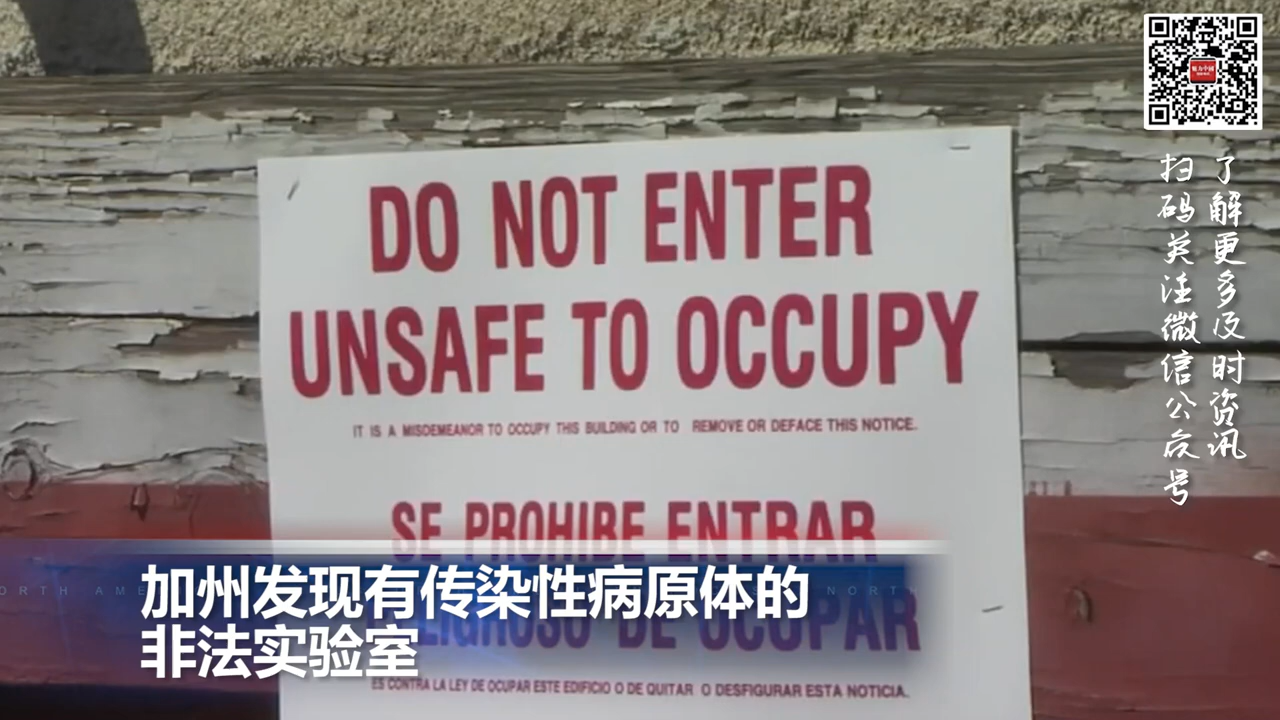 DO NOT ENTER
UNSAFE TO OCCUPY
IT IS A MISDEMEANOR TO OCCUPY THIS BUILDING OR TO REMOVE OR DEFACE THIS NOTICE.
SE PROHIBE ENTRAR
DE OCUPAR
ES CONTRA LA LEY DE OCUPAR ESTE EDIFICIO O DE QUITAR O DESFIGURAR ESTA NOTICIA.
加州发现有传染性病原体的
非法实验室
了解更多及时资讯
扫码关注微信公众号